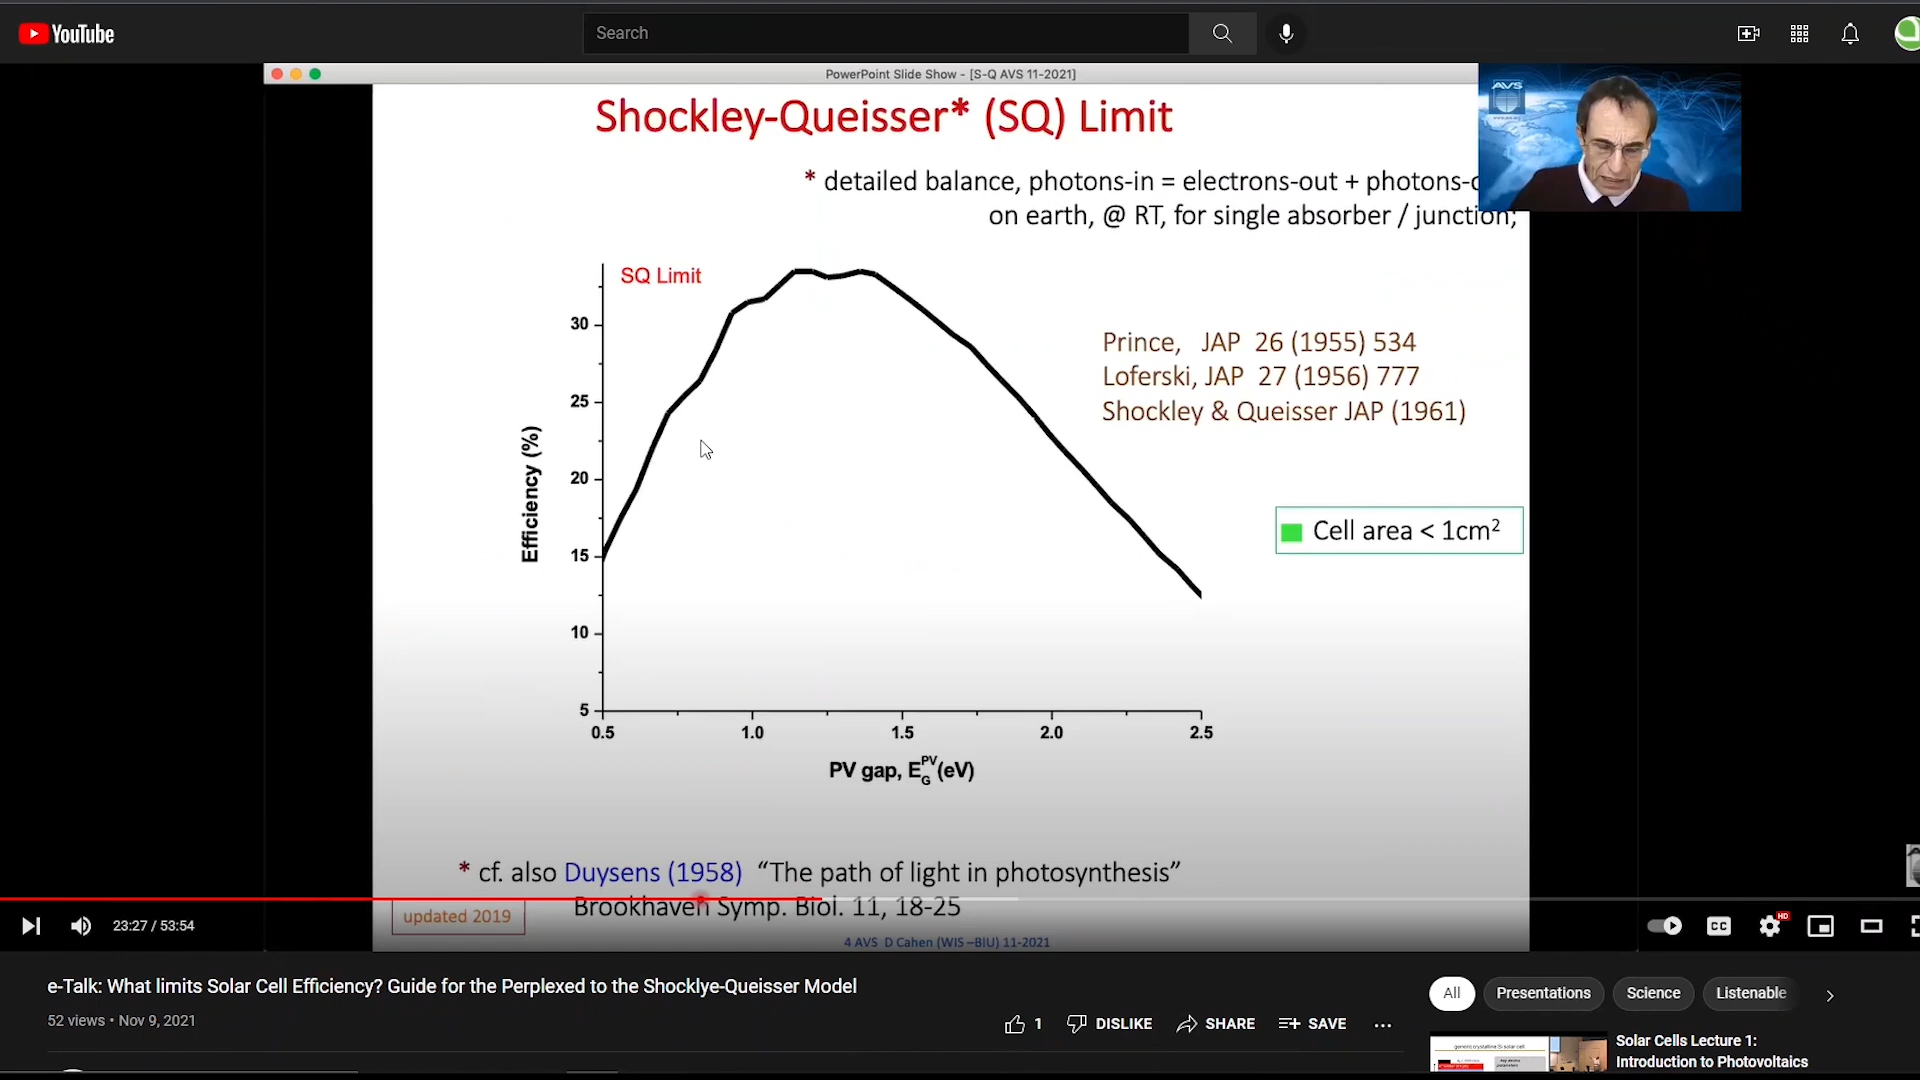 YouTube
Search
PowerPoint Slide Show - [S-Q AVS 11-2021]
AVS
Shockley-Queisser* (SQ) Limit
* detailed balance, photons-in = electrons-out +
on earth, @ RT, for single absorber / junction;
SQ Limit
30
25
20
15
10
5
Efficiency (%)
0.5 1.0 1.5 2.0 2.5
PV gap, E_G^PV (eV)
Prince, JAP 26 (1955) 534
Loferski, JAP 27 (1956) 777
Shockley & Queisser JAP (1961)
Cell area < 1cm²
* cf. also Duysens (1958) “The path of light in photosynthesis”
Brookhaven Symp. Biol. 11, 18-25
updated 2019
4 AVS D Cahen (WIS –BIU) 11-2021
23:27 / 53:54
CC
HD
e-Talk: What limits Solar Cell Efficiency? Guide for the Perplexed to the Shocklye-Queisser Model
52 views • Nov 9, 2021
1 DISLIKE SHARE SAVE
All Presentations Science Listenable
Solar Cells Lecture 1:
Introduction to Photovoltaics